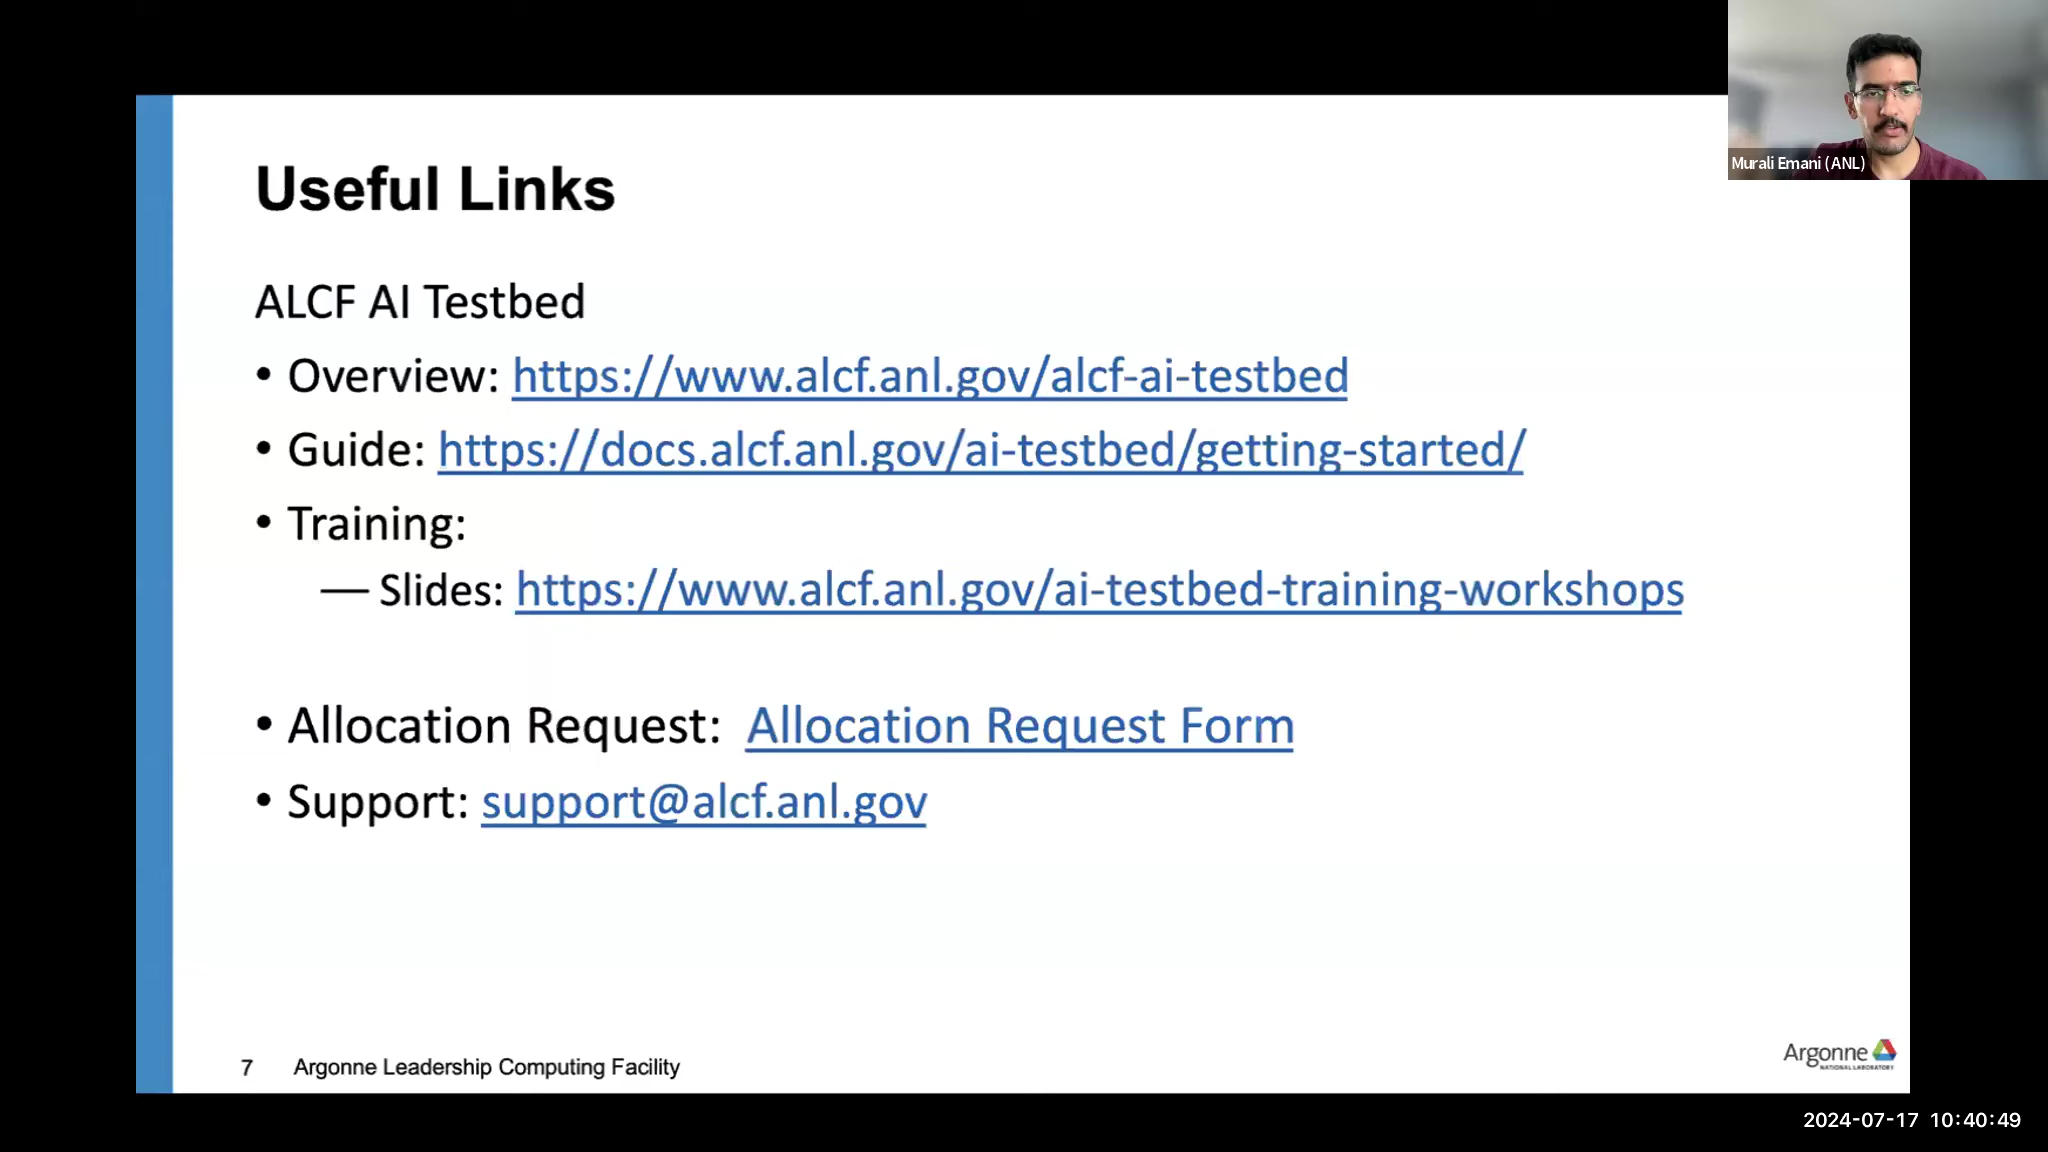 Murali Emani (ANL)
Useful Links
ALCF AI Testbed
• Overview: https://www.alcf.anl.gov/alcf-ai-testbed
• Guide: https://docs.alcf.anl.gov/ai-testbed/getting-started/
• Training:
— Slides: https://www.alcf.anl.gov/ai-testbed-training-workshops
• Allocation Request: Allocation Request Form
• Support: support@alcf.anl.gov
7 Argonne Leadership Computing Facility
Argonne
NATIONAL LABORATORY
2024-07-17 10:40:49